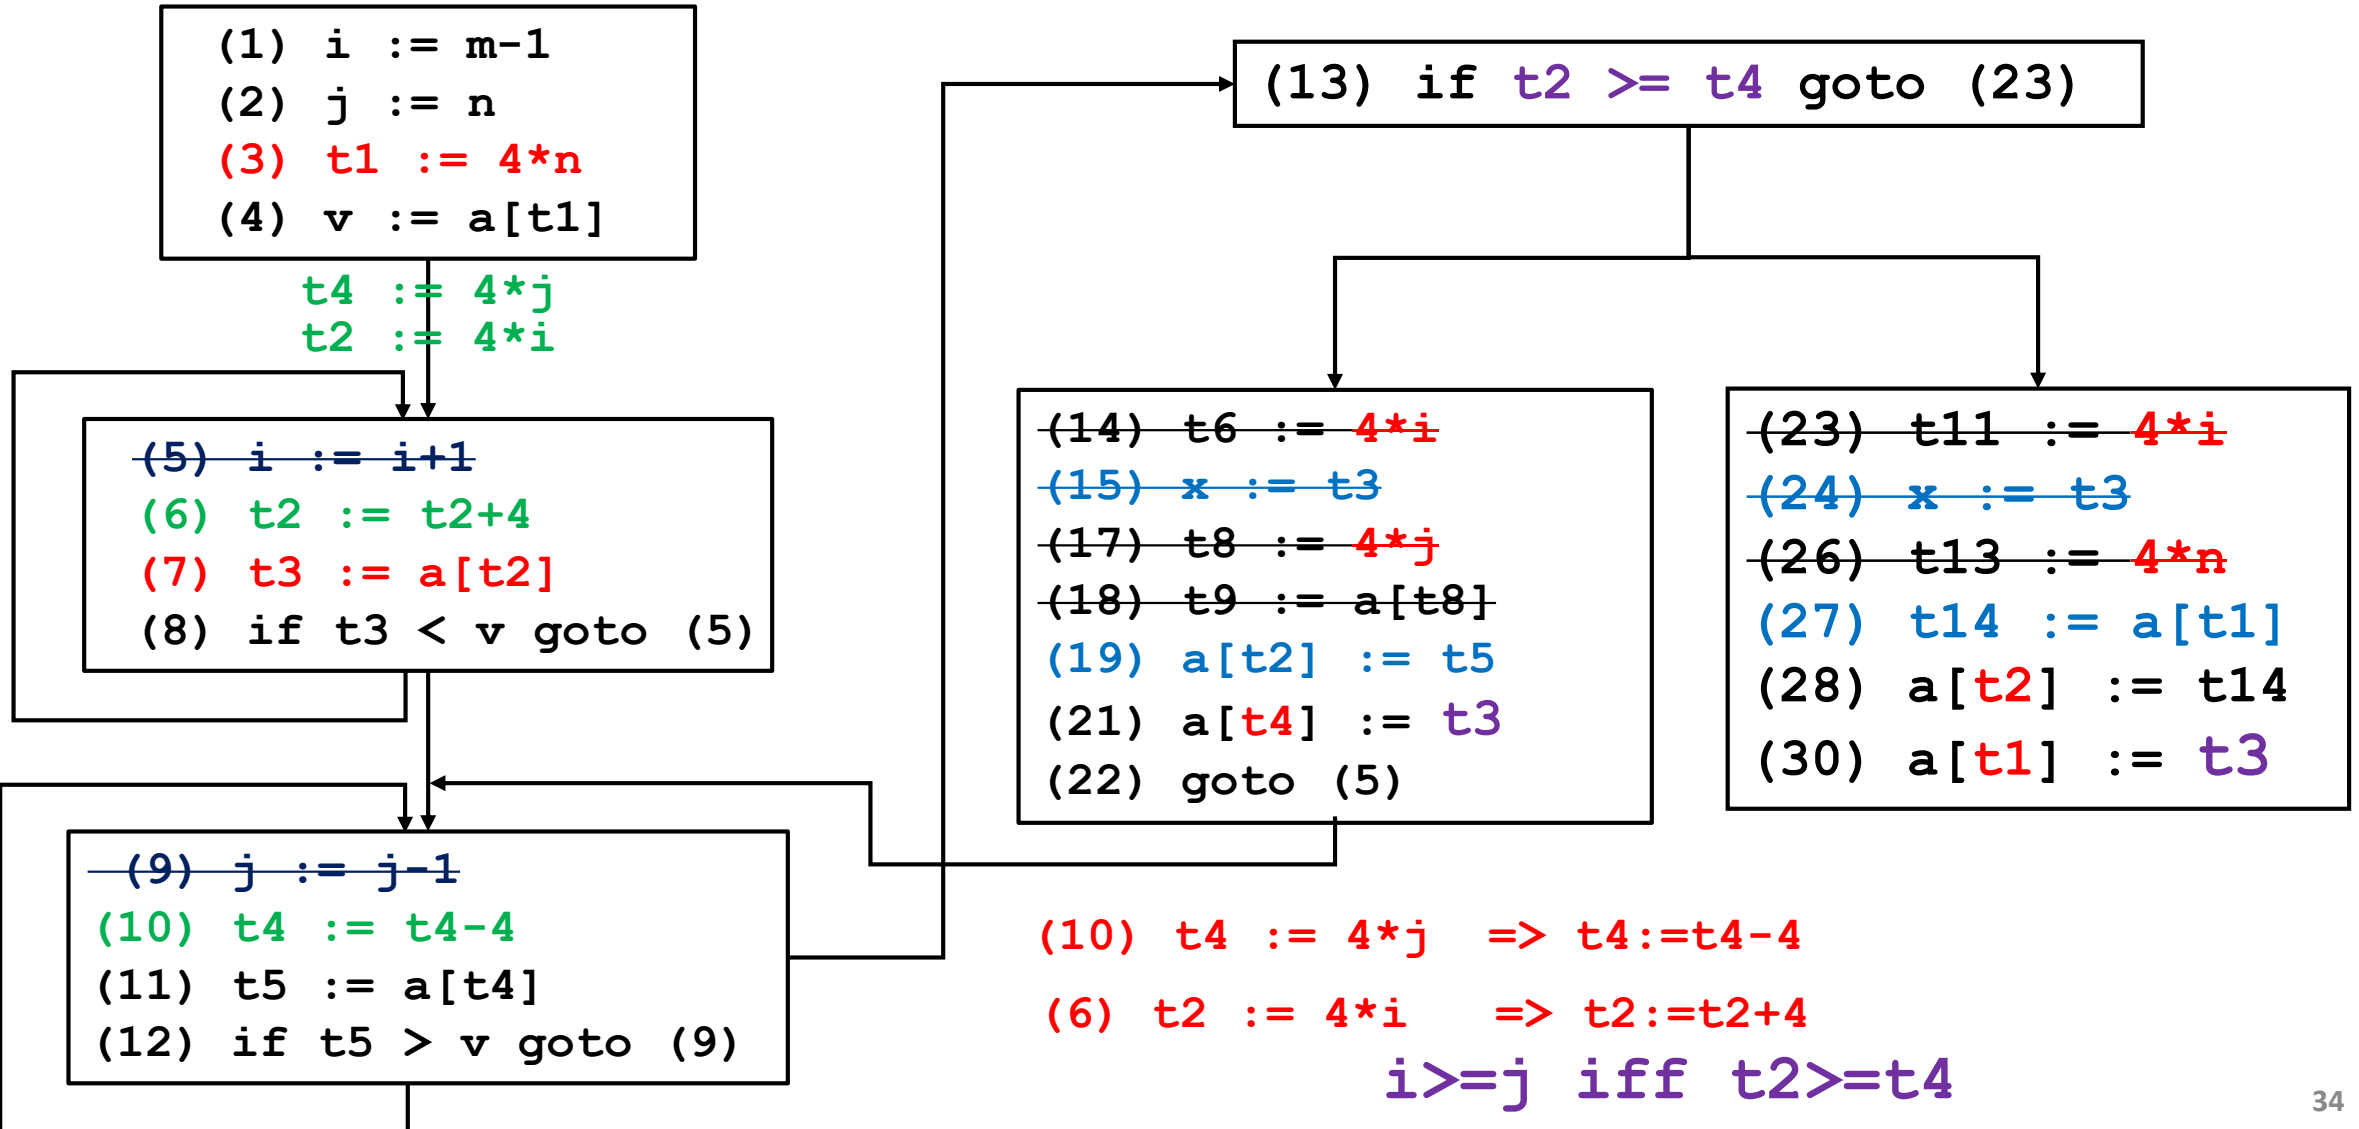 (1) i := m-1
(2) j := n
(3) t1 := 4*n
(4) v := a[t1]
t4 := 4*j
t2 := 4*i
(5) i := i+1
(6) t2 := t2+4
(7) t3 := a[t2]
(8) if t3 < v goto (5)
(9) j := j-1
(10) t4 := t4-4
(11) t5 := a[t4]
(12) if t5 > v goto (9)
(13) if t2 >= t4 goto (23)
(14) t6 := 4*i
(15) x := t3
(17) t8 := 4*j
(18) t9 := a[t8]
(19) a[t2] := t5
(21) a[t4] := t3
(22) goto (5)
(23) t11 := 4*i
(24) x := t3
(26) t13 := 4*n
(27) t14 := a[t1]
(28) a[t2] := t14
(30) a[t1] := t3
(10) t4 := 4*j => t4:=t4-4
(6) t2 := 4*i => t2:=t2+4
i>=j iff t2>=t4
34